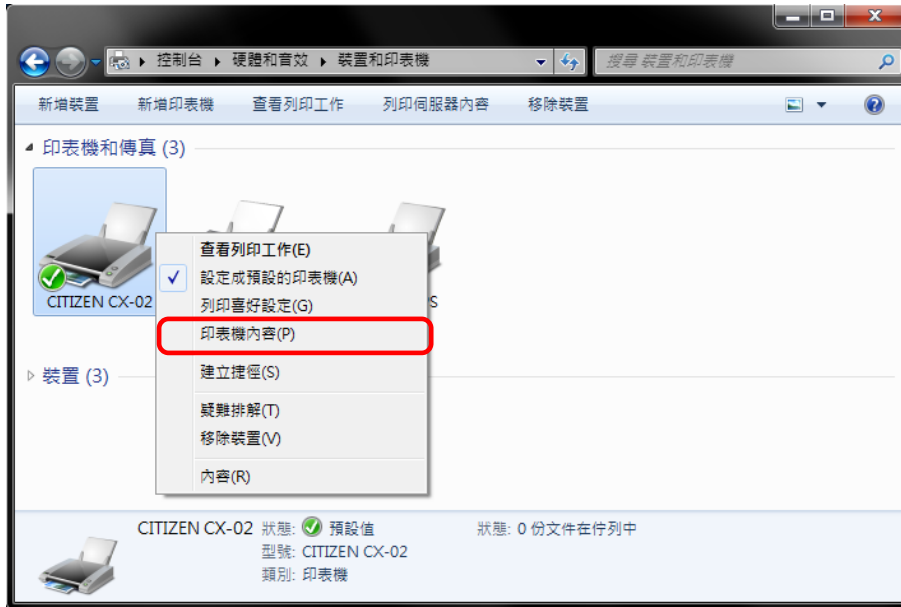 控制台 ▸ 硬體和音效 ▸ 裝置和印表機
搜尋 裝置和印表機
新增裝置 新增印表機 查看列印工作 列印伺服器內容 移除裝置
印表機和傳真 (3)
CITIZEN CX-02
查看列印工作(E)
設定成預設的印表機(A)
列印喜好設定(G)
印表機內容(P)
建立捷徑(S)
疑難排解(T)
移除裝置(V)
內容(R)
裝置 (3)
CITIZEN CX-02 狀態: 預設值 狀態: 0 份文件在佇列中
型號: CITIZEN CX-02
類別: 印表機